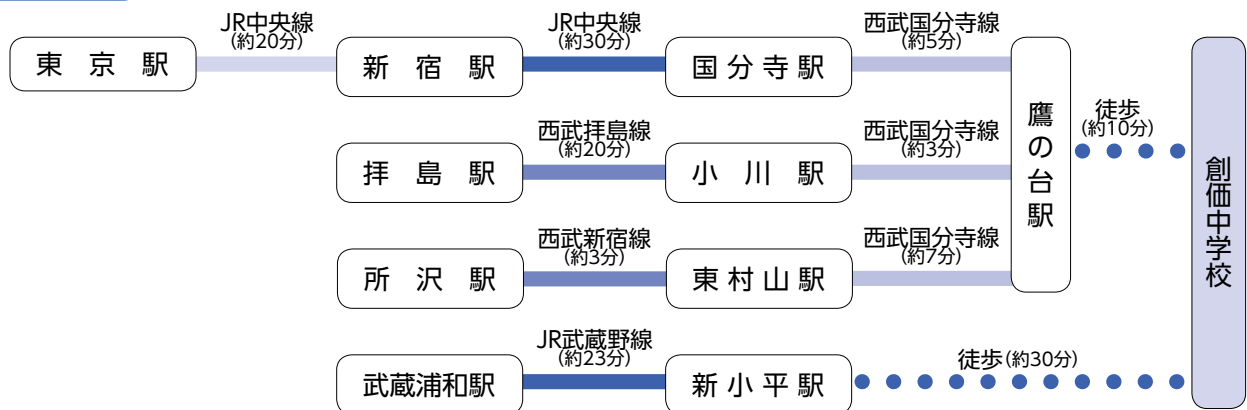 JR中央線
(約20分)
JR中央線
(約30分)
西武国分寺線
(約5分)
東京駅
新宿駅
国分寺駅
西武拝島線
(約20分)
西武国分寺線
(約3分)
拝島駅
小川駅
西武新宿線
(約3分)
西武国分寺線
(約7分)
所沢駅
東村山駅
鷹の台駅
徒歩
(約10分)
JR武蔵野線
(約23分)
武蔵浦和駅
新小平駅
徒歩(約30分)
創価中学校